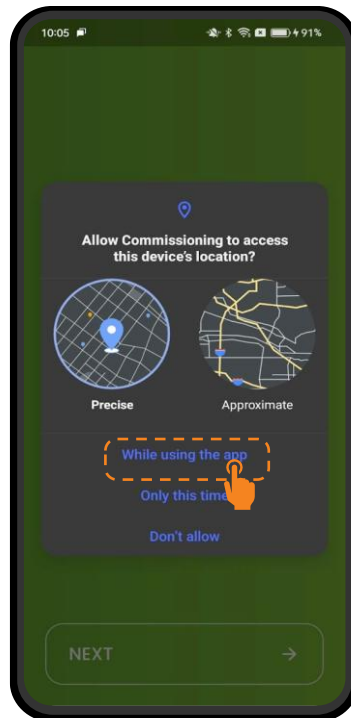 10:05
91%
Allow Commissioning to access
this device's location?
Precise
Approximate
While using the app
Only this time
Don't allow
NEXT